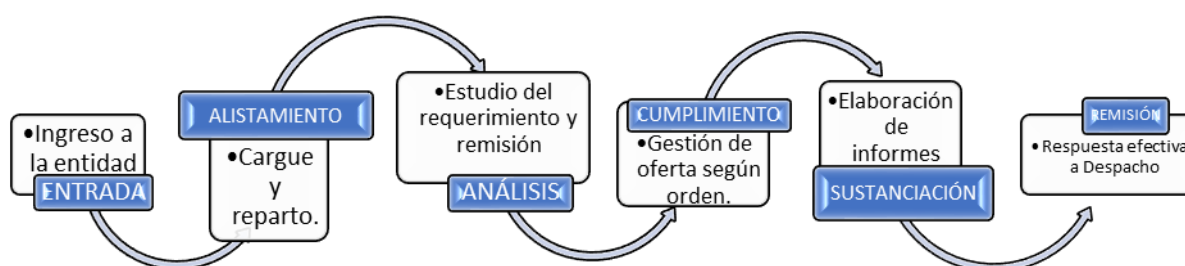 •Ingreso a
la entidad
ENTRADA
ALISTAMIENTO
•Cargue
y
reparto.
•Estudio del
requerimiento y
remisión
ANÁLISIS
CUMPLIMIENTO
•Gestión de
oferta según
orden.
•Elaboración
de
informes
SUSTANCIACIÓN
REMISIÓN
• Respuesta efectiva
a Despacho